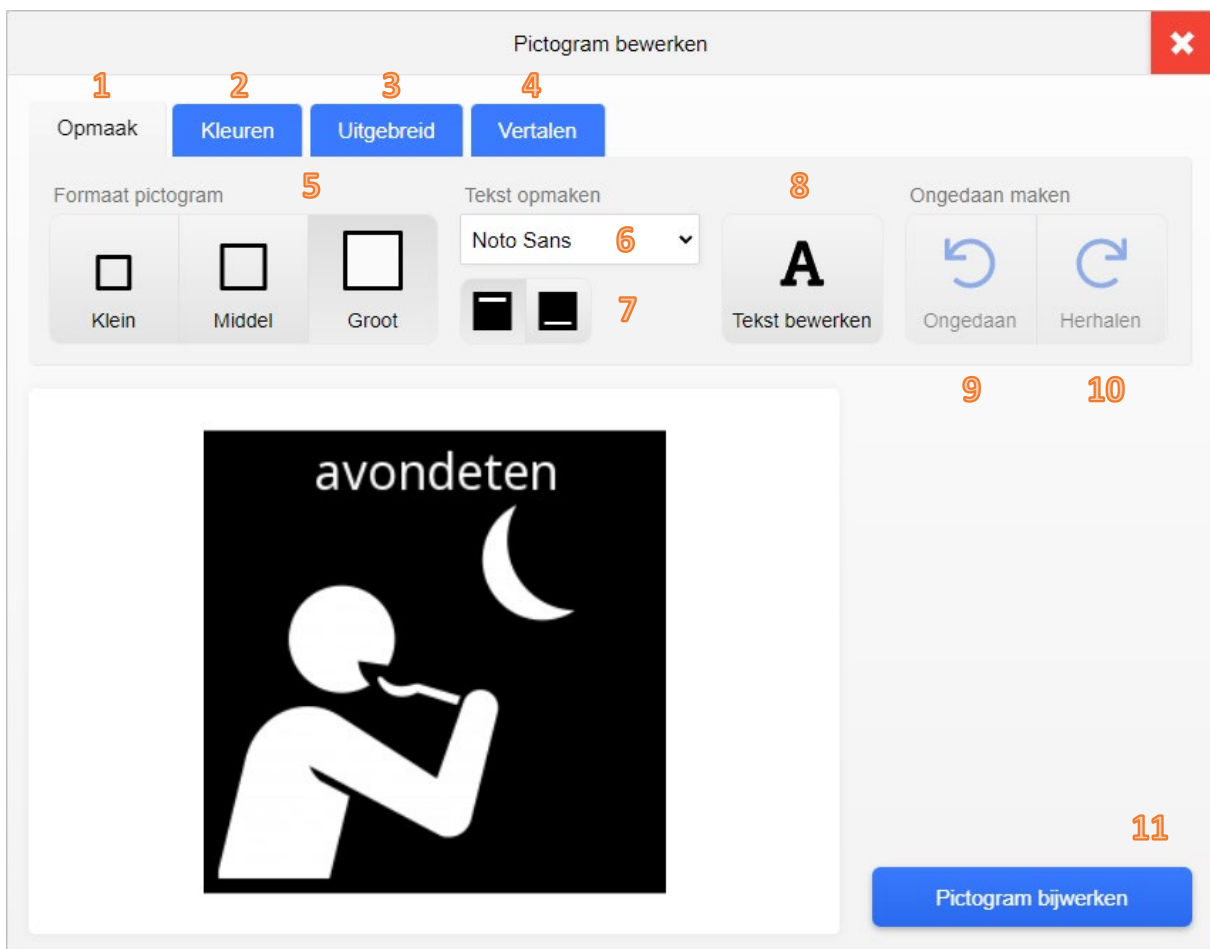 Pictogram bewerken
1 2 3 4
Opmaak Kleuren Uitgebreid Vertalen
Formaat pictogram 5 Tekst opmaken 8 Ongedaan maken
Noto Sans 6
7
Klein Middel Groot A Tekst bewerken Ongedaan Herhalen
9 10
avondeten
11
Pictogram bijwerken